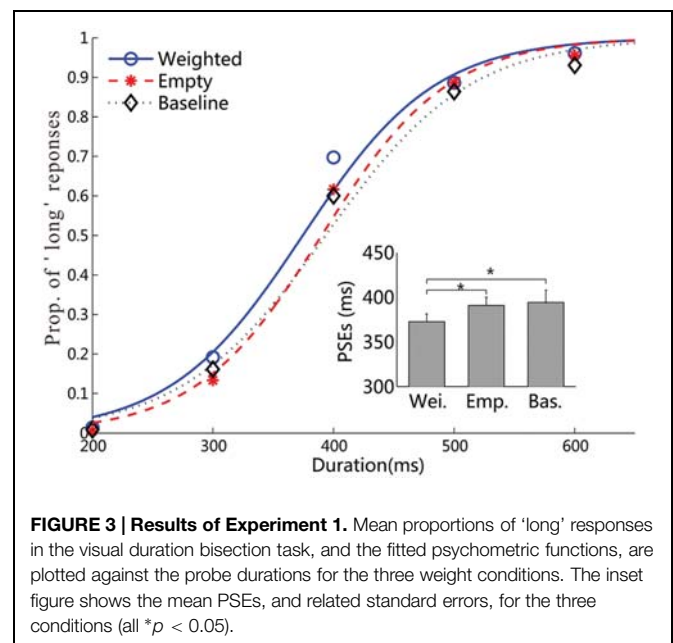 1
0.9
0.8
0.7
0.6
0.5
0.4
0.3
0.2
0.1
0
Prop. of 'long' reponses
Weighted
Empty
Baseline
200 300 400 500 600
Duration(ms)
450
400
350
300
PSEs (ms)
*
*
Wei. Emp. Bas.
FIGURE 3 | Results of Experiment 1. Mean proportions of ‘long’ responses
in the visual duration bisection task, and the fitted psychometric functions, are
plotted against the probe durations for the three weight conditions. The inset
figure shows the mean PSEs, and related standard errors, for the three
conditions (all *p < 0.05).